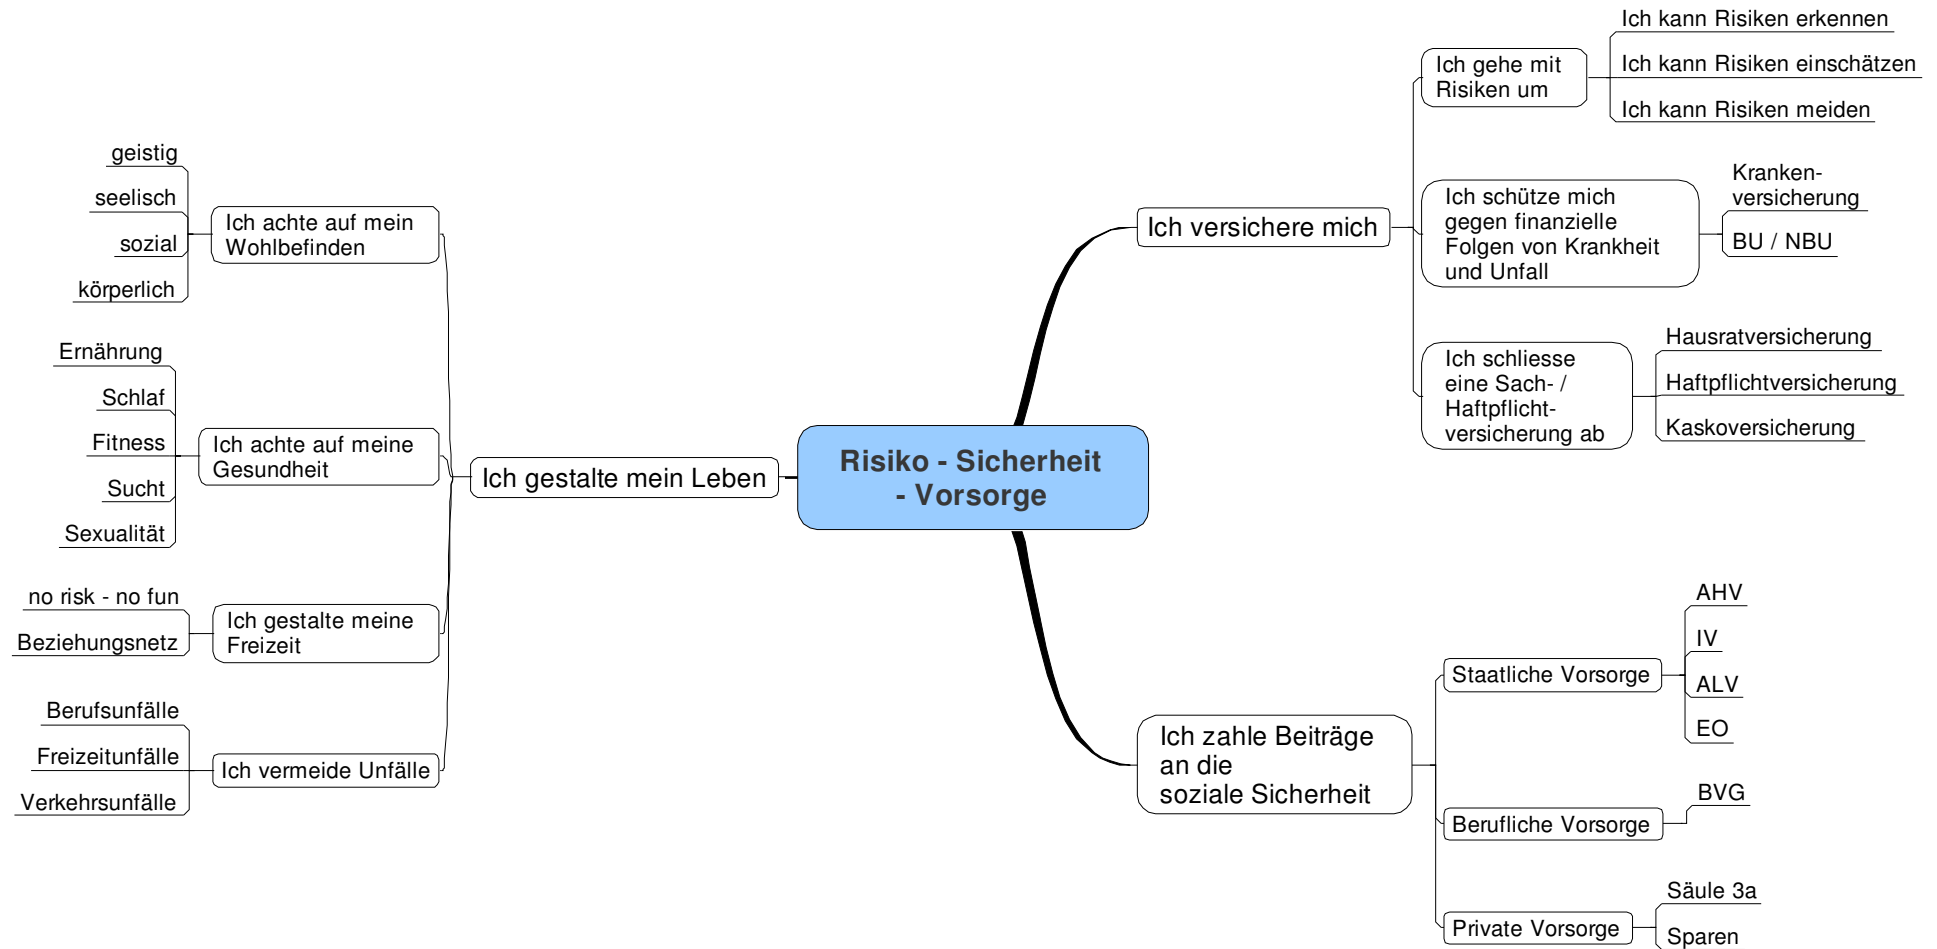 Risiko - Sicherheit
- Vorsorge
Ich versichere mich
Ich gehe mit
Risiken um
Ich kann Risiken erkennen
Ich kann Risiken einschätzen
Ich kann Risiken meiden
Ich schütze mich
gegen finanzielle
Folgen von Krankheit
und Unfall
Kranken-
versicherung
BU / NBU
Ich schliesse
eine Sach- /
Haftpflicht-
versicherung ab
Hausratversicherung
Haftpflichtversicherung
Kaskoversicherung
Ich zahle Beiträge
an die
soziale Sicherheit
Staatliche Vorsorge
AHV
IV
ALV
EO
Berufliche Vorsorge
BVG
Private Vorsorge
Säule 3a
Sparen
Ich gestalte mein Leben
Ich achte auf mein
Wohlbefinden
geistig
seelisch
sozial
körperlich
Ich achte auf meine
Gesundheit
Ernährung
Schlaf
Fitness
Sucht
Sexualität
Ich gestalte meine
Freizeit
no risk - no fun
Beziehungsnetz
Ich vermeide Unfälle
Berufsunfälle
Freizeitunfälle
Verkehrsunfälle